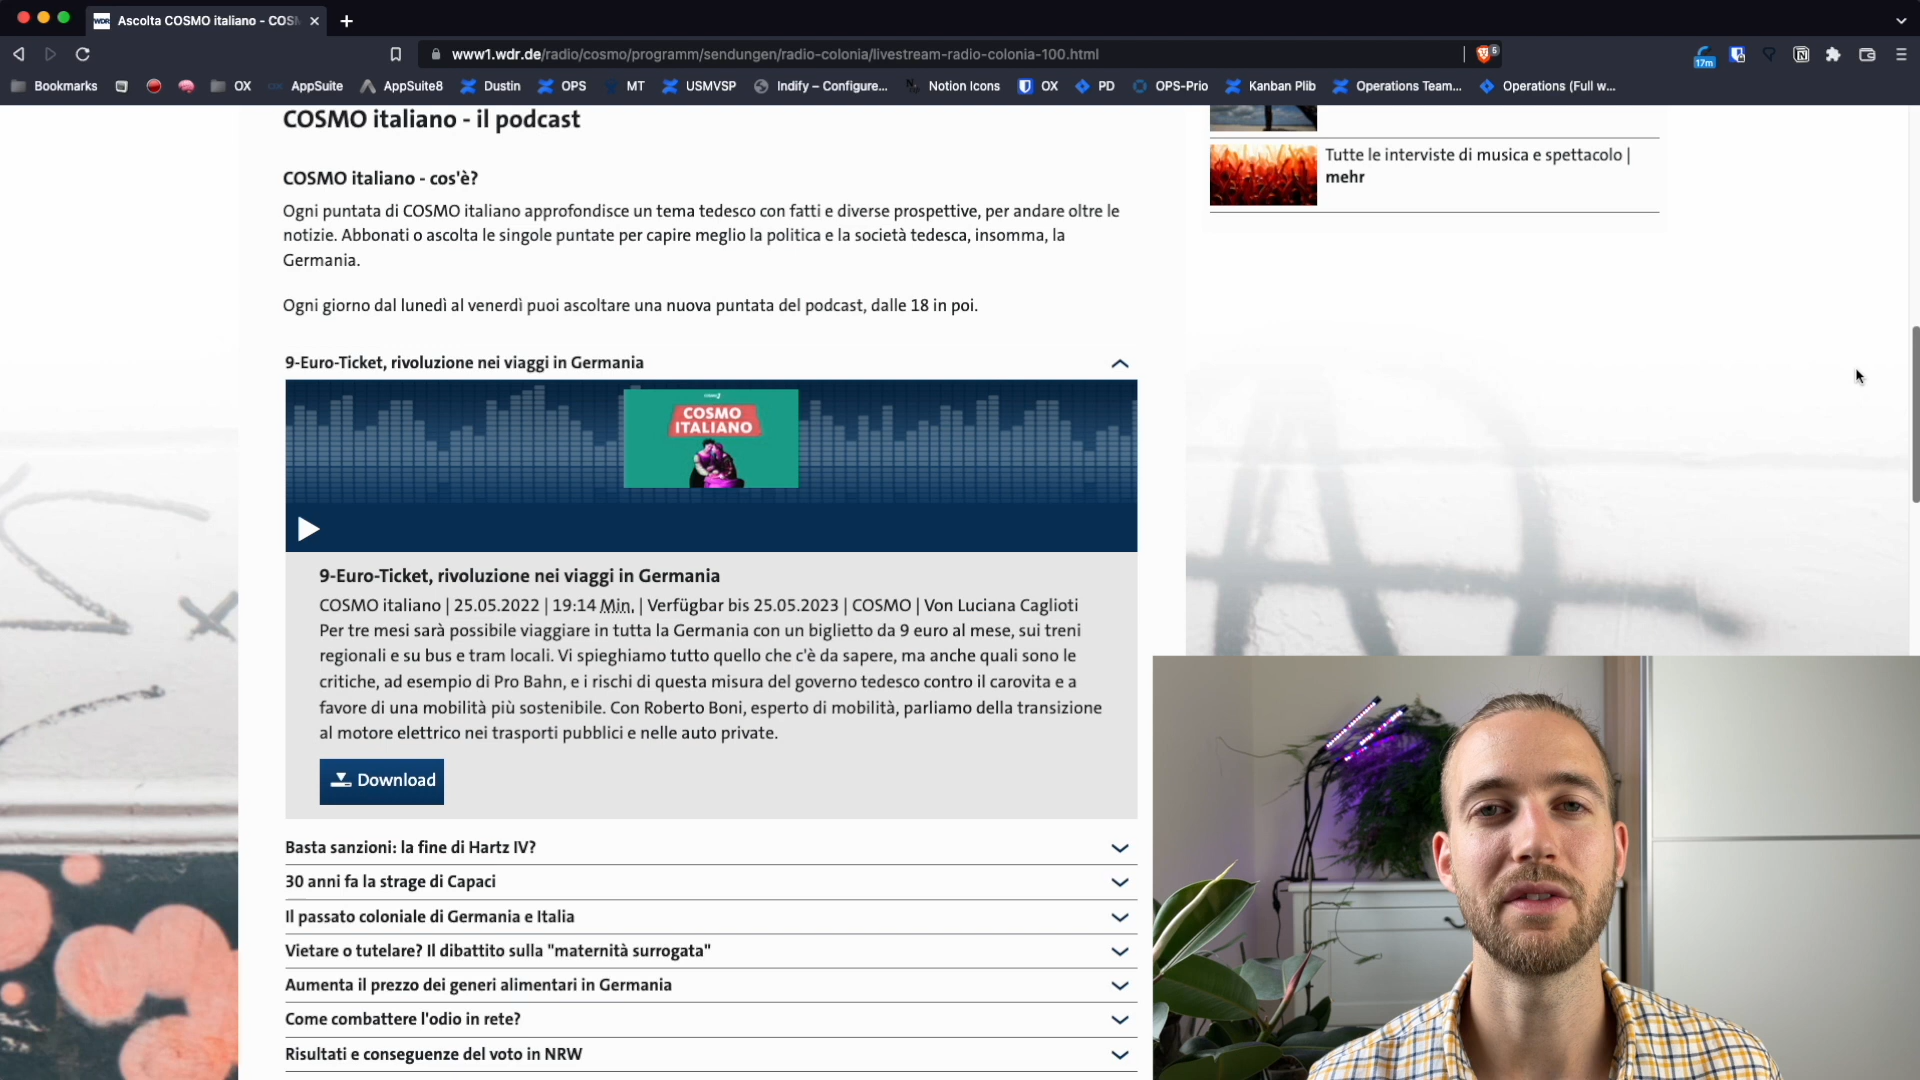 Ascolta COSMO italiano - COS
www1.wdr.de/radio/cosmo/programm/sendungen/radio-colonia/livestream-radio-colonia-100.html
6
17m
Bookmarks
OX
AppSuite
AppSuite8
Dustin
OPS
MT
USMVSP
Indify – Configure...
Notion Icons
OX
PD
OPS-Prio
Kanban Plib
Operations Team...
Operations (Full w...
COSMO italiano - il podcast
Tutte le interviste di musica e spettacolo |
mehr
COSMO italiano - cos'è?
Ogni puntata di COSMO italiano approfondisce un tema tedesco con fatti e diverse prospettive, per andare oltre le
notizie. Abbonati o ascolta le singole puntate per capire meglio la politica e la società tedesca, insomma, la
Germania.
Ogni giorno dal lunedì al venerdì puoi ascoltare una nuova puntata del podcast, dalle 18 in poi.
9-Euro-Ticket, rivoluzione nei viaggi in Germania
COSMO
ITALIANO
9-Euro-Ticket, rivoluzione nei viaggi in Germania
COSMO italiano | 25.05.2022 | 19:14 Min. | Verfügbar bis 25.05.2023 | COSMO | Von Luciana Caglioti
Per tre mesi sarà possibile viaggiare in tutta la Germania con un biglietto da 9 euro al mese, sui treni
regionali e su bus e tram locali. Vi spieghiamo tutto quello che c'è da sapere, ma anche quali sono le
critiche, ad esempio di Pro Bahn, e i rischi di questa misura del governo tedesco contro il carovita e a
favore di una mobilità più sostenibile. Con Roberto Boni, esperto di mobilità, parliamo della transizione
al motore elettrico nei trasporti pubblici e nelle auto private.
Download
Basta sanzioni: la fine di Hartz IV?
30 anni fa la strage di Capaci
Il passato coloniale di Germania e Italia
Vietare o tutelare? Il dibattito sulla "maternità surrogata"
Aumenta il prezzo dei generi alimentari in Germania
Come combattere l'odio in rete?
Risultati e conseguenze del voto in NRW